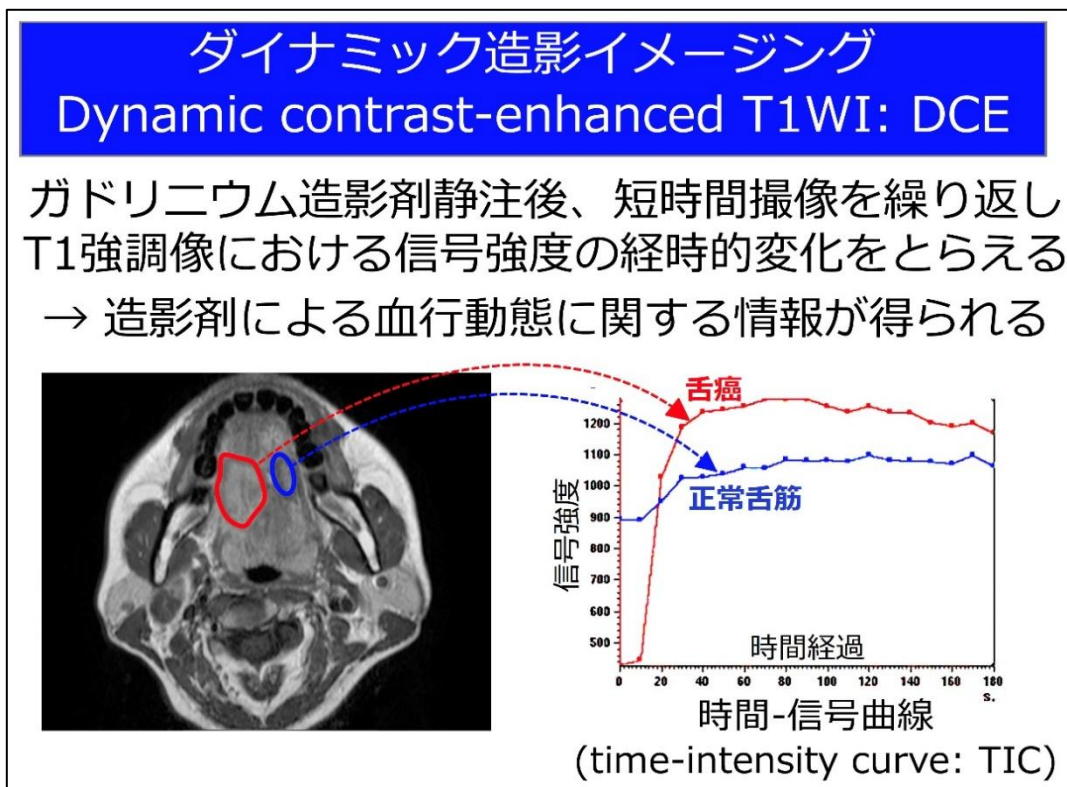 ダイナミック造影イメージング
Dynamic contrast-enhanced T1WI: DCE
ガドリニウム造影剤静注後、短時間撮像を繰り返し
T1強調像における信号強度の経時的変化をとらえる
→ 造影剤による血行動態に関する情報が得られる
舌癌
正常舌筋
信号強度
1200
1100
1000
900
800
700
600
500
時間経過
0 20 40 60 80 100 120 140 160 180
s.
時間-信号曲線
(time-intensity curve: TIC)